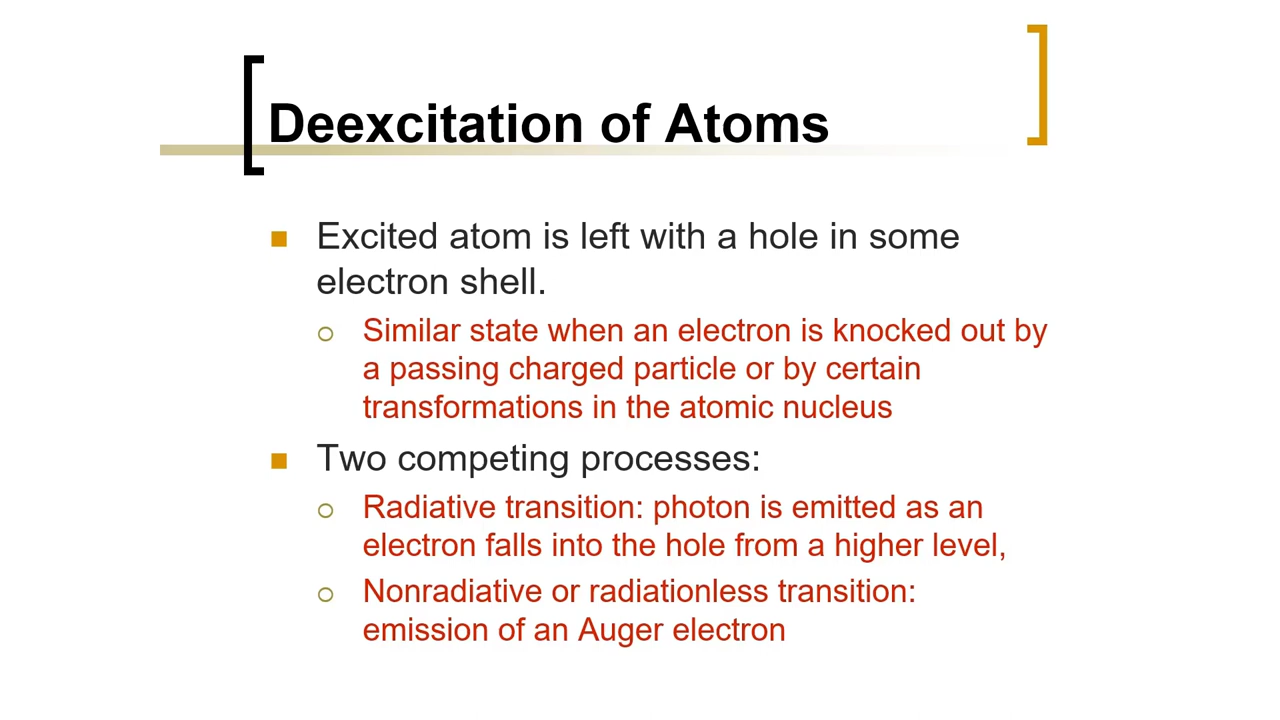 Deexcitation of Atoms
Excited atom is left with a hole in some
electron shell.
Similar state when an electron is knocked out by
a passing charged particle or by certain
transformations in the atomic nucleus
Two competing processes:
Radiative transition: photon is emitted as an
electron falls into the hole from a higher level,
Nonradiative or radiationless transition:
emission of an Auger electron